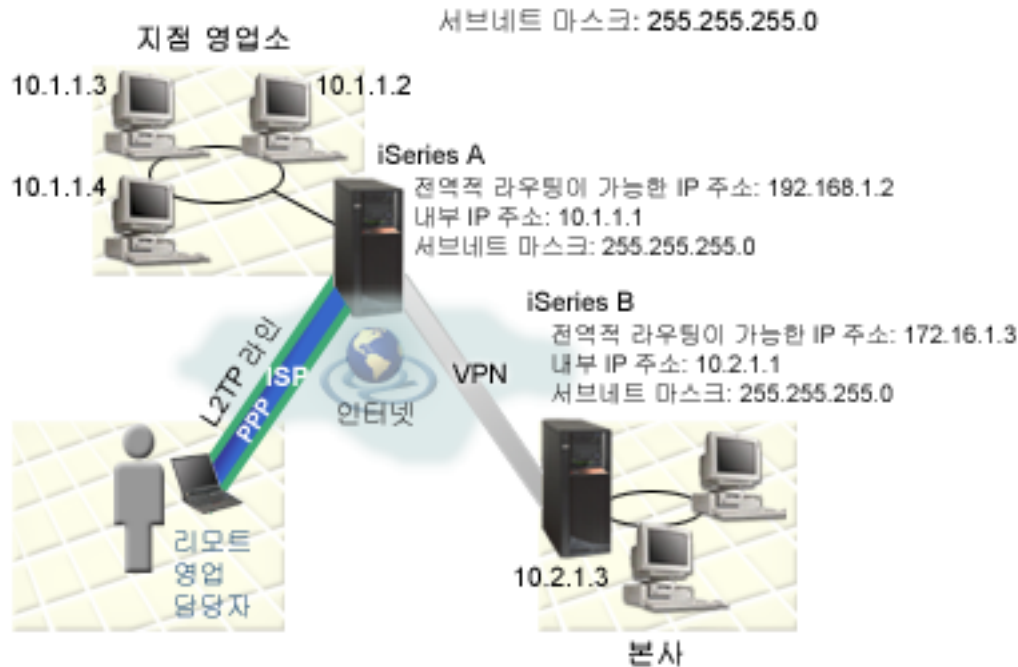 서브네트 마스크: 255.255.255.0
지점 영업소
10.1.1.3
10.1.1.2
10.1.1.4
iSeries A
전역적 라우팅이 가능한 IP 주소: 192.168.1.2
내부 IP 주소: 10.1.1.1
서브네트 마스크: 255.255.255.0
iSeries B
전역적 라우팅이 가능한 IP 주소: 172.16.1.3
내부 IP 주소: 10.2.1.1
서브네트 마스크: 255.255.255.0
L2TP 라인
ISP
PPP
인터넷
VPN
리모트
영업
담당자
10.2.1.3
본사